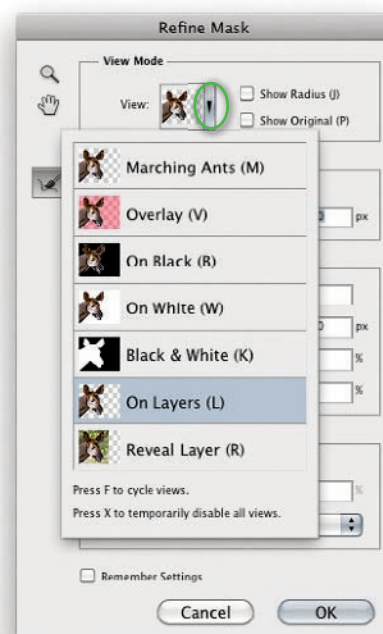 Refine Mask
View Mode
View:
Show Radius (J)
Show Original (P)
Marching Ants (M)
Overlay (V)
px
On Black (B)
On White (W)
px
Black & White (K)
%
On Layers (L)
%
Reveal Layer (R)
Press F to cycle views.
%
Press X to temporarily disable all views.
Remember Settings
Cancel
OK